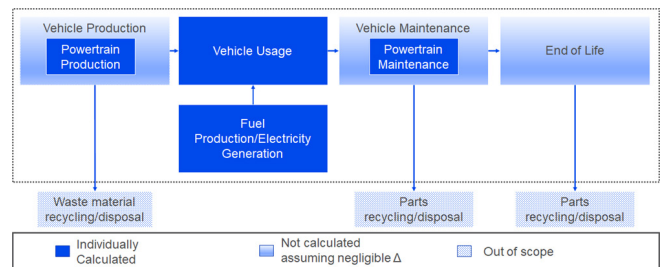 Vehicle Production
Powertrain
Production
Vehicle Usage
Vehicle Maintenance
Powertrain
Maintenance
End of Life
Fuel
Production/Electricity
Generation
Waste material
recycling/disposal
Parts
recycling/disposal
Parts
recycling/disposal
Individually
Calculated
Not calculated
assuming negligible Δ
Out of scope